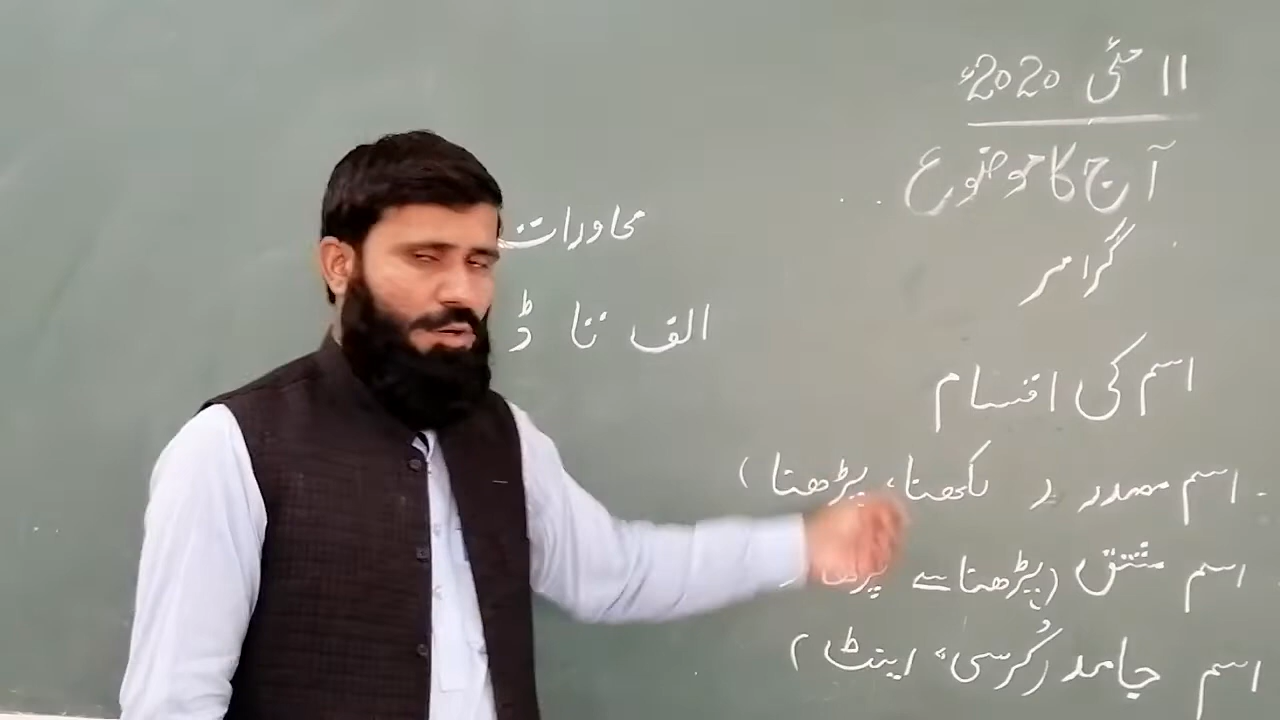 ۱۱ مئی 2020ء
آج کا موضوع
گرامر
اسم کی اقسام
اسم مصدر ( لکھنا، پڑھنا )
اسم مشتق (پڑھنا سے
اسم جامد (کرسی، اینٹ )
محاورات
الف تا ڈ